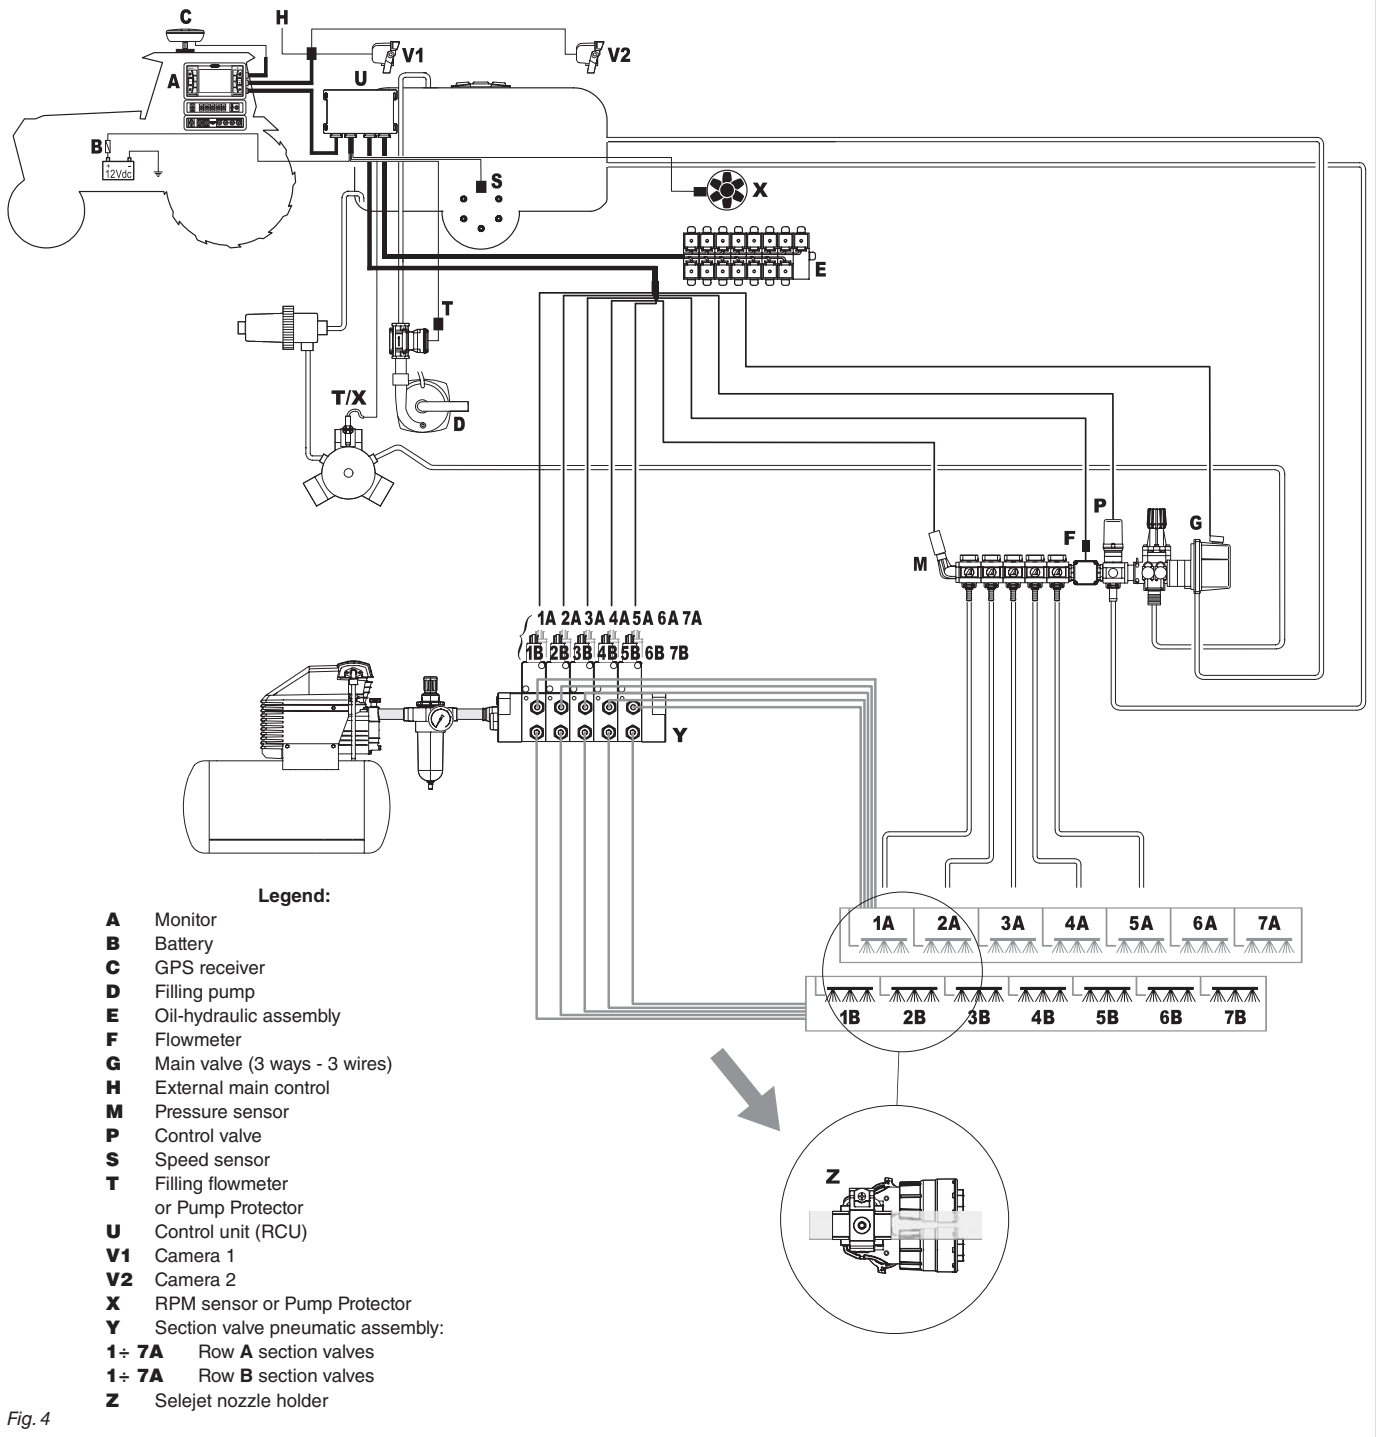 C
H
V1
V2
A
U
B
+ -
12Vdc
S
X
E
T
T/X
D
P
F
G
M
1A 2A 3A 4A 5A 6A 7A
1B 2B 3B 4B 5B 6B 7B
Y
1A 2A 3A 4A 5A 6A 7A
1B 2B 3B 4B 5B 6B 7B
Z
Legend:
A Monitor
B Battery
C GPS receiver
D Filling pump
E Oil-hydraulic assembly
F Flowmeter
G Main valve (3 ways - 3 wires)
H External main control
M Pressure sensor
P Control valve
S Speed sensor
T Filling flowmeter
or Pump Protector
U Control unit (RCU)
V1 Camera 1
V2 Camera 2
X RPM sensor or Pump Protector
Y Section valve pneumatic assembly:
1÷ 7A Row A section valves
1÷ 7A Row B section valves
Z Selejet nozzle holder
Fig. 4